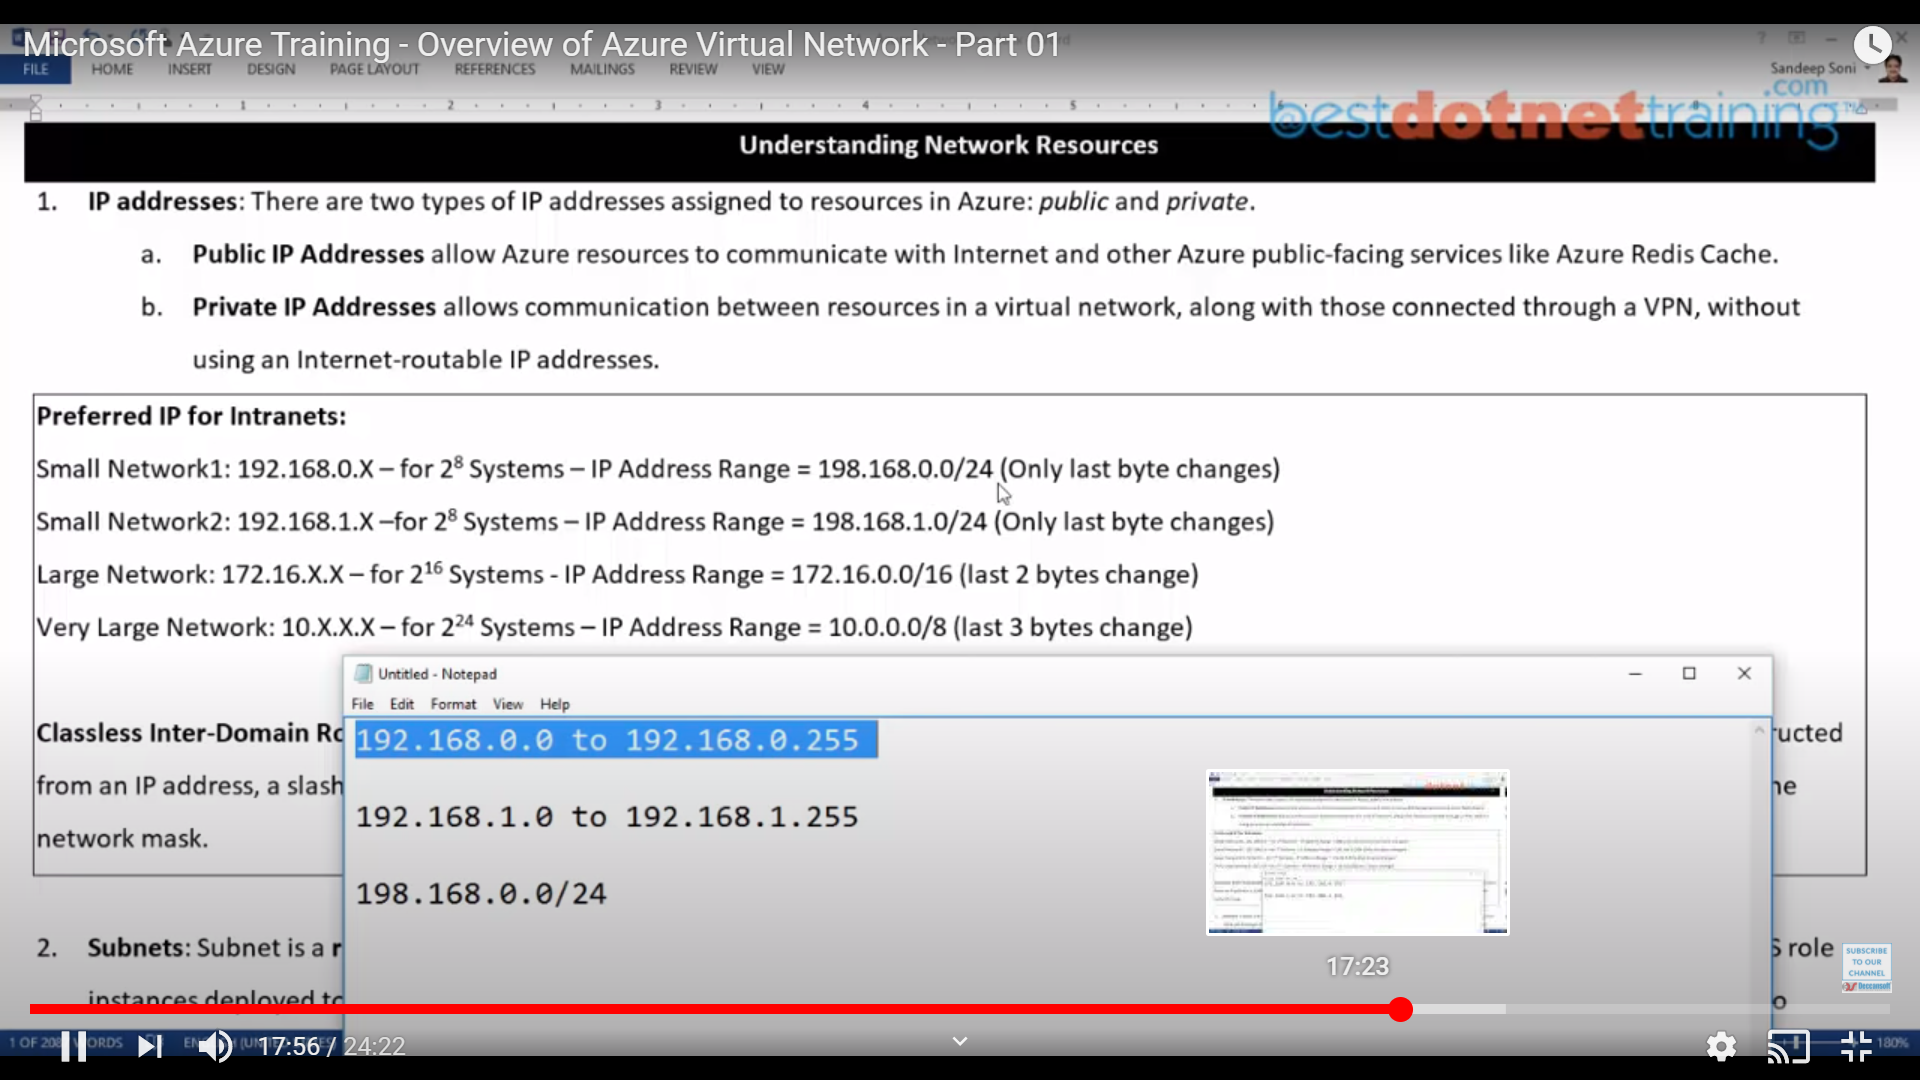 Microsoft Azure Training - Overview of Azure Virtual Network - Part 01
FILE HOME INSERT DESIGN PAGE LAYOUT REFERENCES MAILINGS REVIEW VIEW
Sandeep Soni
bestdotnettraining.com
Understanding Network Resources
1. IP addresses: There are two types of IP addresses assigned to resources in Azure: public and private.
a. Public IP Addresses allow Azure resources to communicate with Internet and other Azure public-facing services like Azure Redis Cache.
b. Private IP Addresses allows communication between resources in a virtual network, along with those connected through a VPN, without
using an Internet-routable IP addresses.
Preferred IP for Intranets:
Small Network1: 192.168.0.X – for 2⁸ Systems – IP Address Range = 198.168.0.0/24 (Only last byte changes)
Small Network2: 192.168.1.X –for 2⁸ Systems – IP Address Range = 198.168.1.0/24 (Only last byte changes)
Large Network: 172.16.X.X – for 2¹⁶ Systems - IP Address Range = 172.16.0.0/16 (last 2 bytes change)
Very Large Network: 10.X.X.X – for 2²⁴ Systems – IP Address Range = 10.0.0.0/8 (last 3 bytes change)
Untitled - Notepad
File Edit Format View Help
Classless Inter-Domain Ro
192.168.0.0 to 192.168.0.255
ructed
from an IP address, a slash
192.168.1.0 to 192.168.1.255
network mask.
198.168.0.0/24
2. Subnets: Subnet is a r
S role
SUBSCRIBE
TO OUR
CHANNEL
Deccansoft
17:23
instances deployed to
17:56 / 24:22
180%